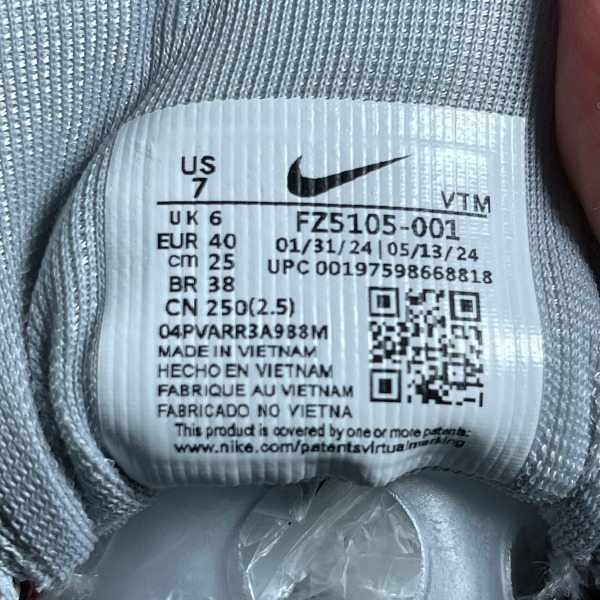 US
7
VTM
UK 6
EUR 40
cm 25
BR 38
CN 250(2.5)
FZ5105-001
01/31/24 | 05/13/24
UPC 00197598668818
04PVARR3A9B8M
MADE IN VIETNAM
HECHO EN VIETNAM
FABRIQUE AU VIETNAM
FABRICADO NO VIETNA
This product is covered by one or more patents:
www.nike.com/patentsvirtualmarking